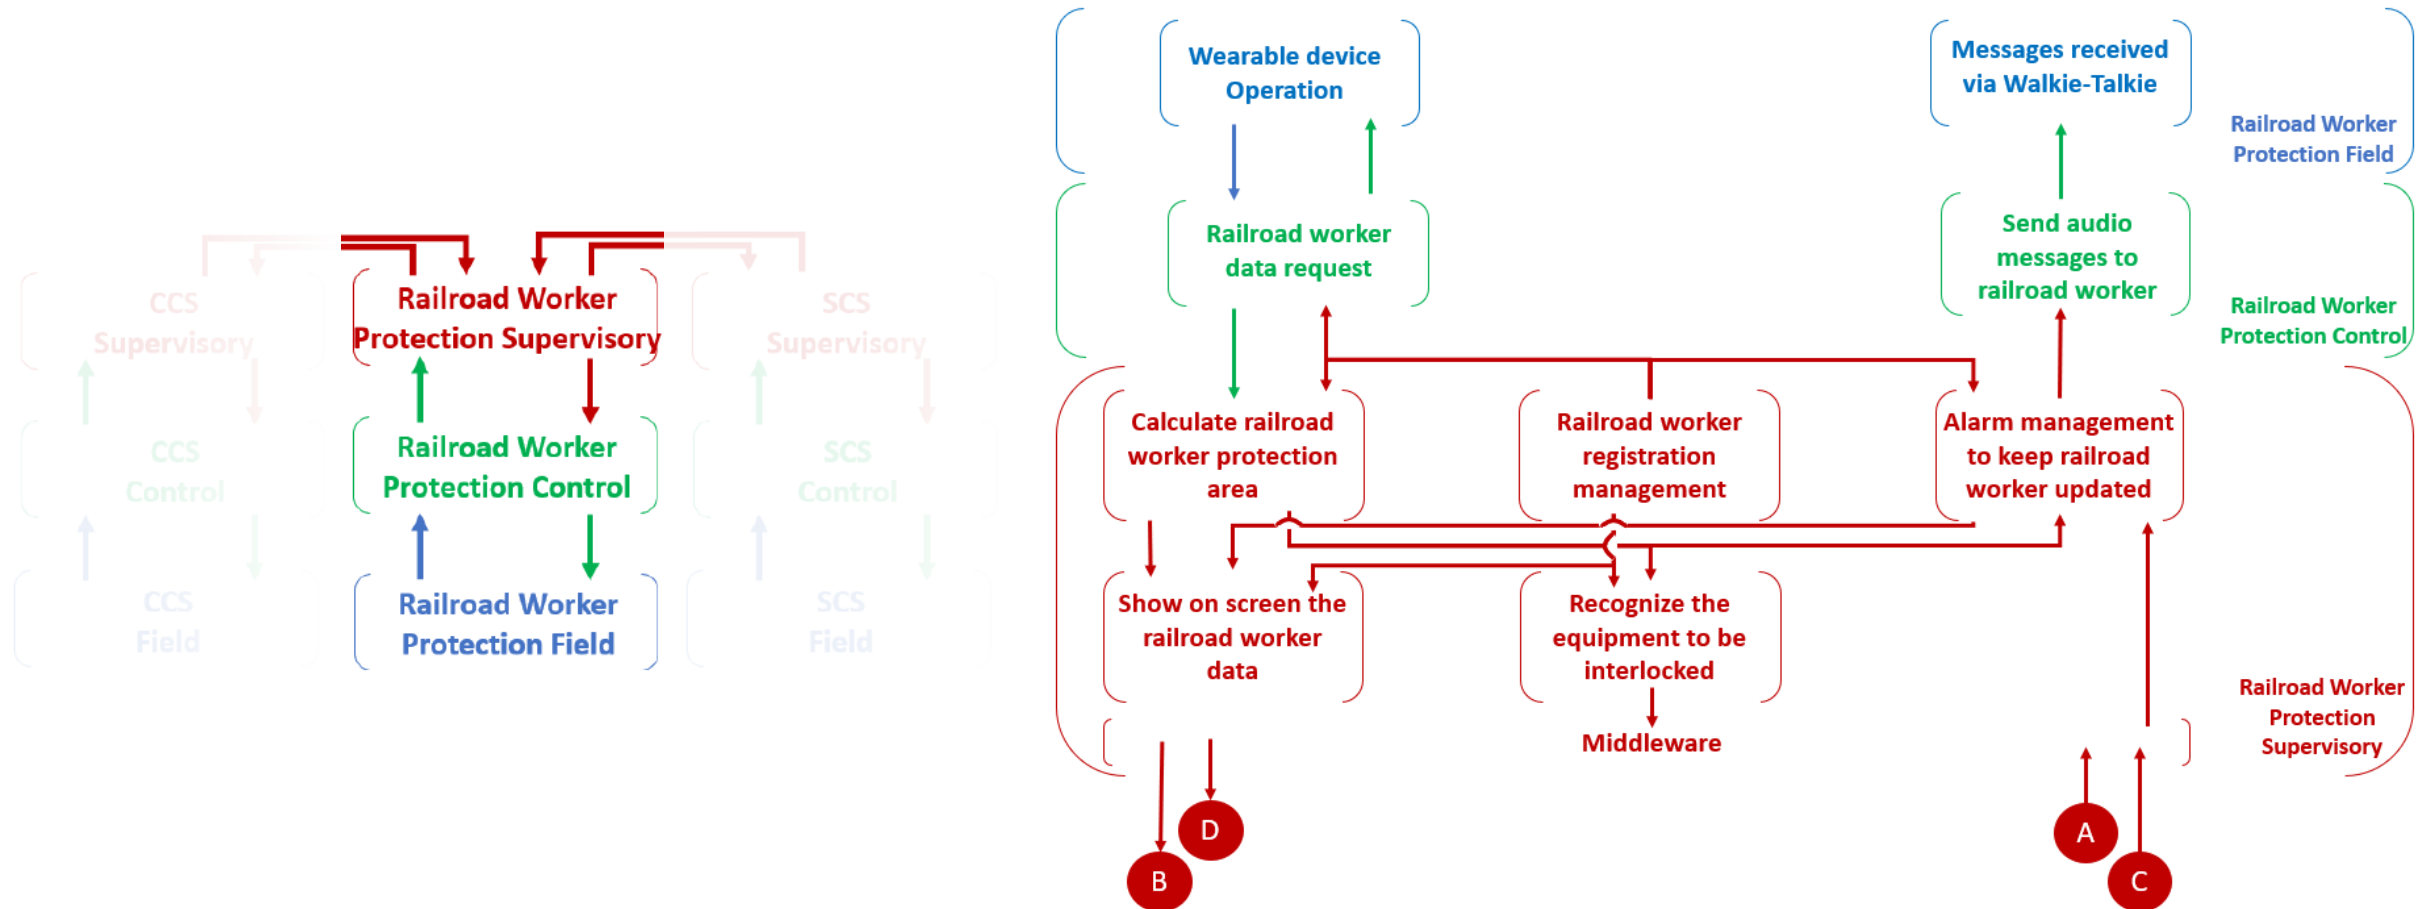 CCS
Supervisory
Railroad Worker
Protection Supervisory
SCS
Supervisory
CCS
Control
Railroad Worker
Protection Control
SCS
Control
CCS
Field
Railroad Worker
Protection Field
SCS
Field
Wearable device
Operation
Messages received
via Walkie-Talkie
Railroad Worker
Protection Field
Railroad worker
data request
Send audio
messages to
railroad worker
Railroad Worker
Protection Control
Calculate railroad
worker protection
area
Railroad worker
registration
management
Alarm management
to keep railroad
worker updated
Show on screen the
railroad worker
data
Recognize the
equipment to be
interlocked
Middleware
Railroad Worker
Protection
Supervisory
D
B
A
C